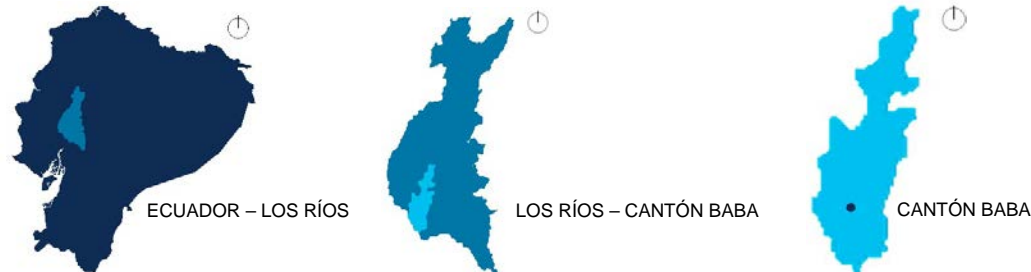 ECUADOR – LOS RÍOS
LOS RÍOS – CANTÓN BABA
CANTÓN BABA